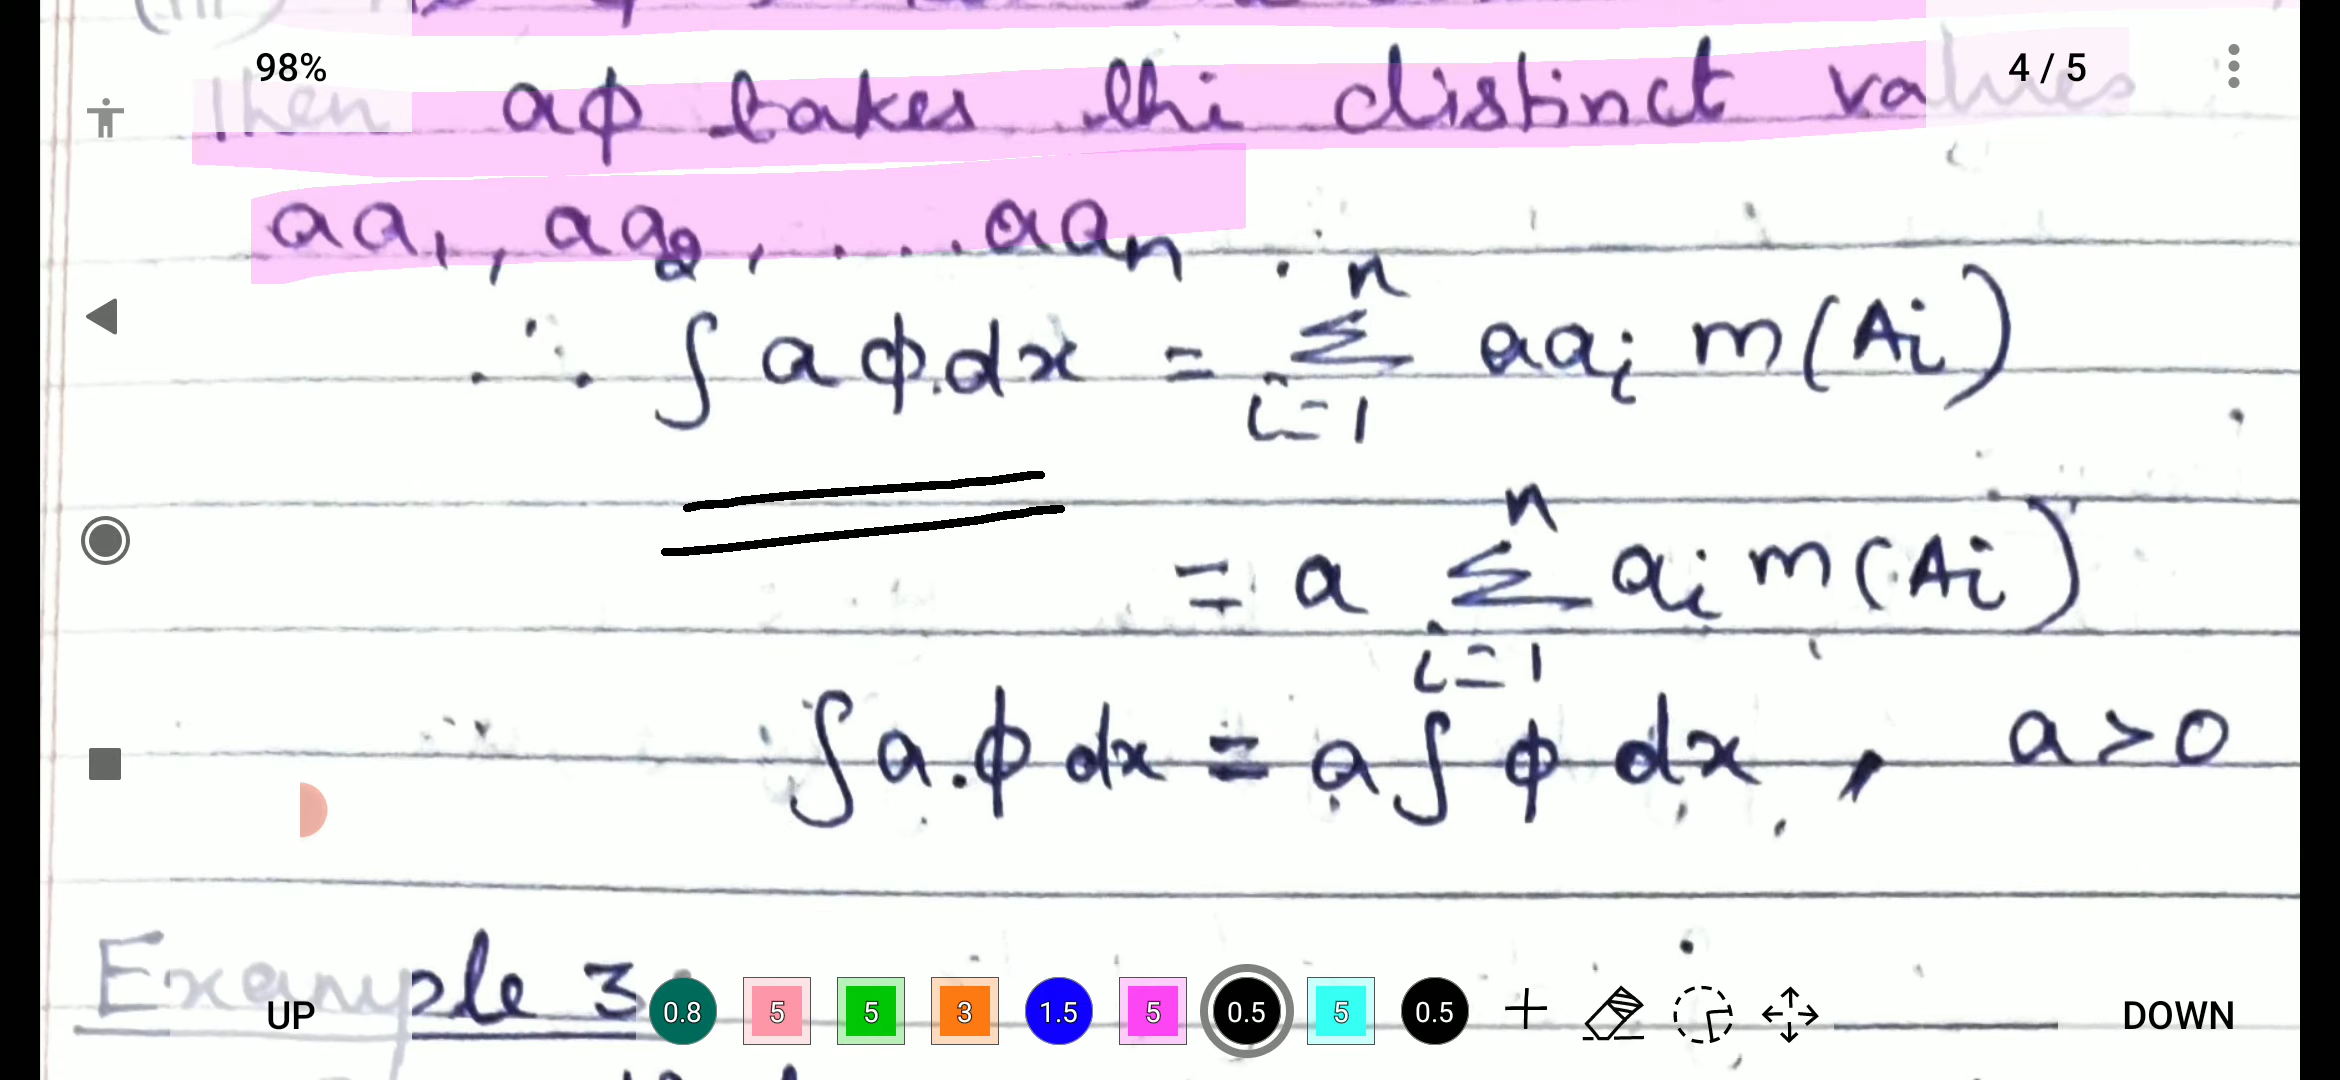 98%
4 / 5
Then aϕ takes the distinct values
aa₁, aa₂, ....aaₙ.
∴ ∫ a ϕ.dx = Σ_{i=1}^{n} aaᵢ m(Aᵢ)
= a Σ_{i=1}^{n} aᵢ m(Aᵢ)
∫a.ϕ dx = a∫ ϕ dx, a>0
Example 3
UP 0.8 5 5 3 1.5 5 0.5 5 0.5 DOWN